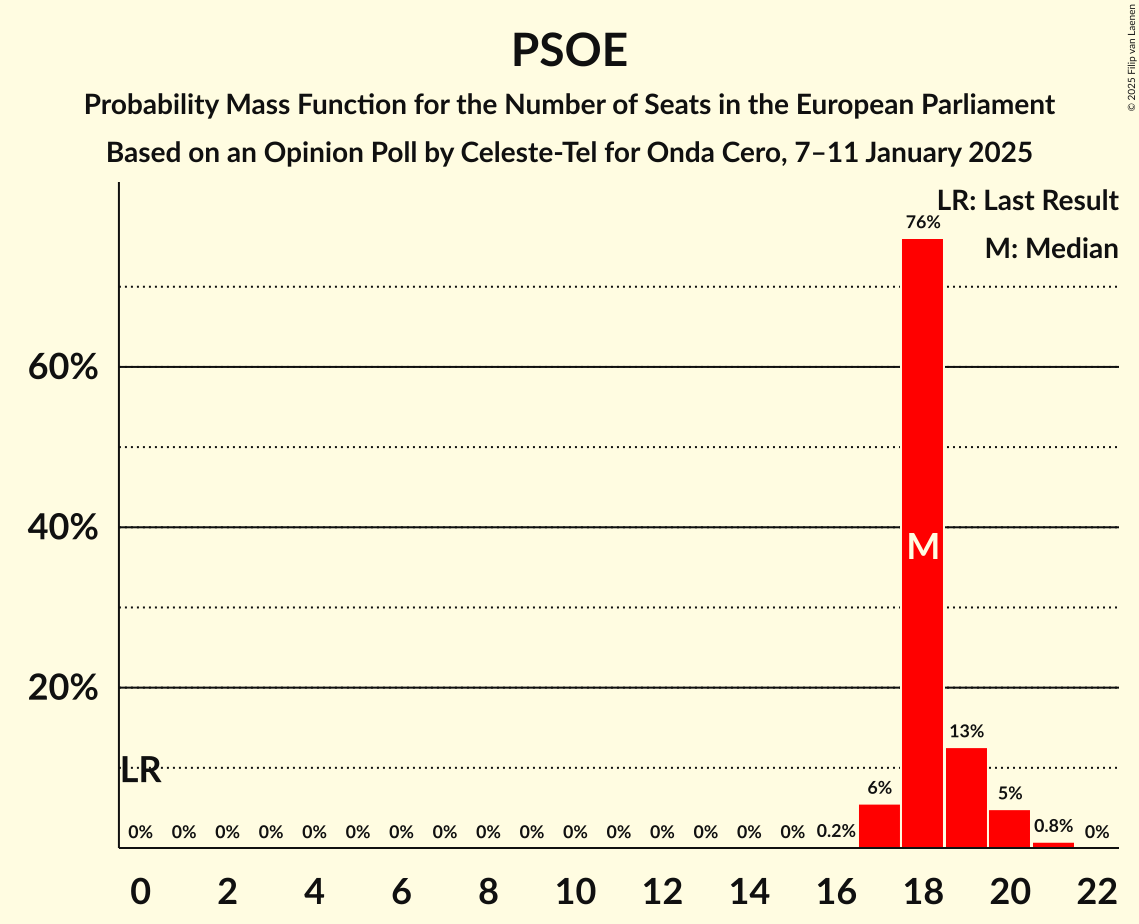 PSOE
Probability Mass Function for the Number of Seats in the European Parliament
Based on an Opinion Poll by Celeste-Tel for Onda Cero, 7–11 January 2025
© 2025 Filip van Laenen
LR: Last Result
M: Median
76%
60%
40%
M
20%
13%
LR
6%
5%
0% 0% 0% 0% 0% 0% 0% 0% 0% 0% 0% 0% 0% 0% 0% 0% 0.2% 0.8% 0%
0 2 4 6 8 10 12 14 16 18 20 22